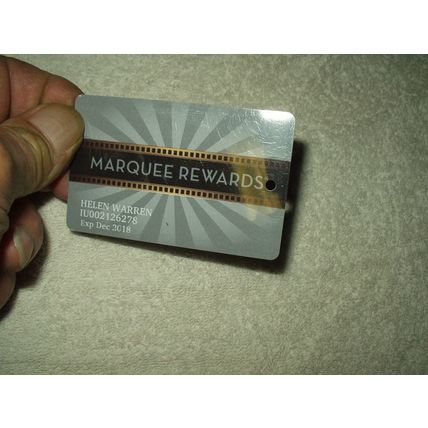 MARQUEE REWARDS
HELEN WARREN
IU002126278
Exp Dec 2018